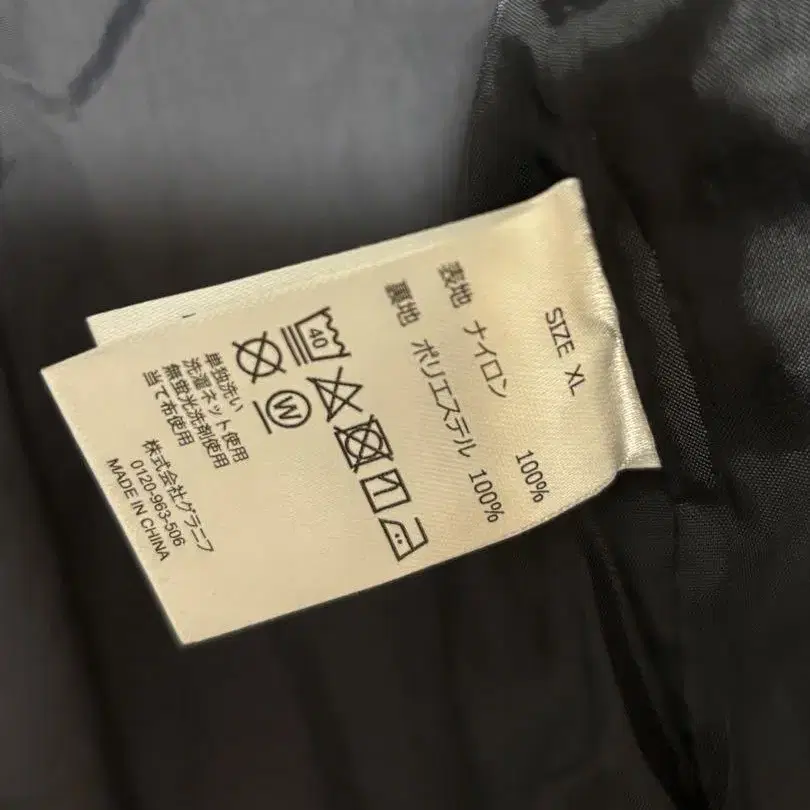 SIZE XL
表地 ナイロン 100%
裏地 ポリエステル 100%
40
W
単独洗い
洗濯ネット使用
無蛍光洗剤使用
当て布使用
株式会社グラニフ
0120-963-506
MADE IN CHINA